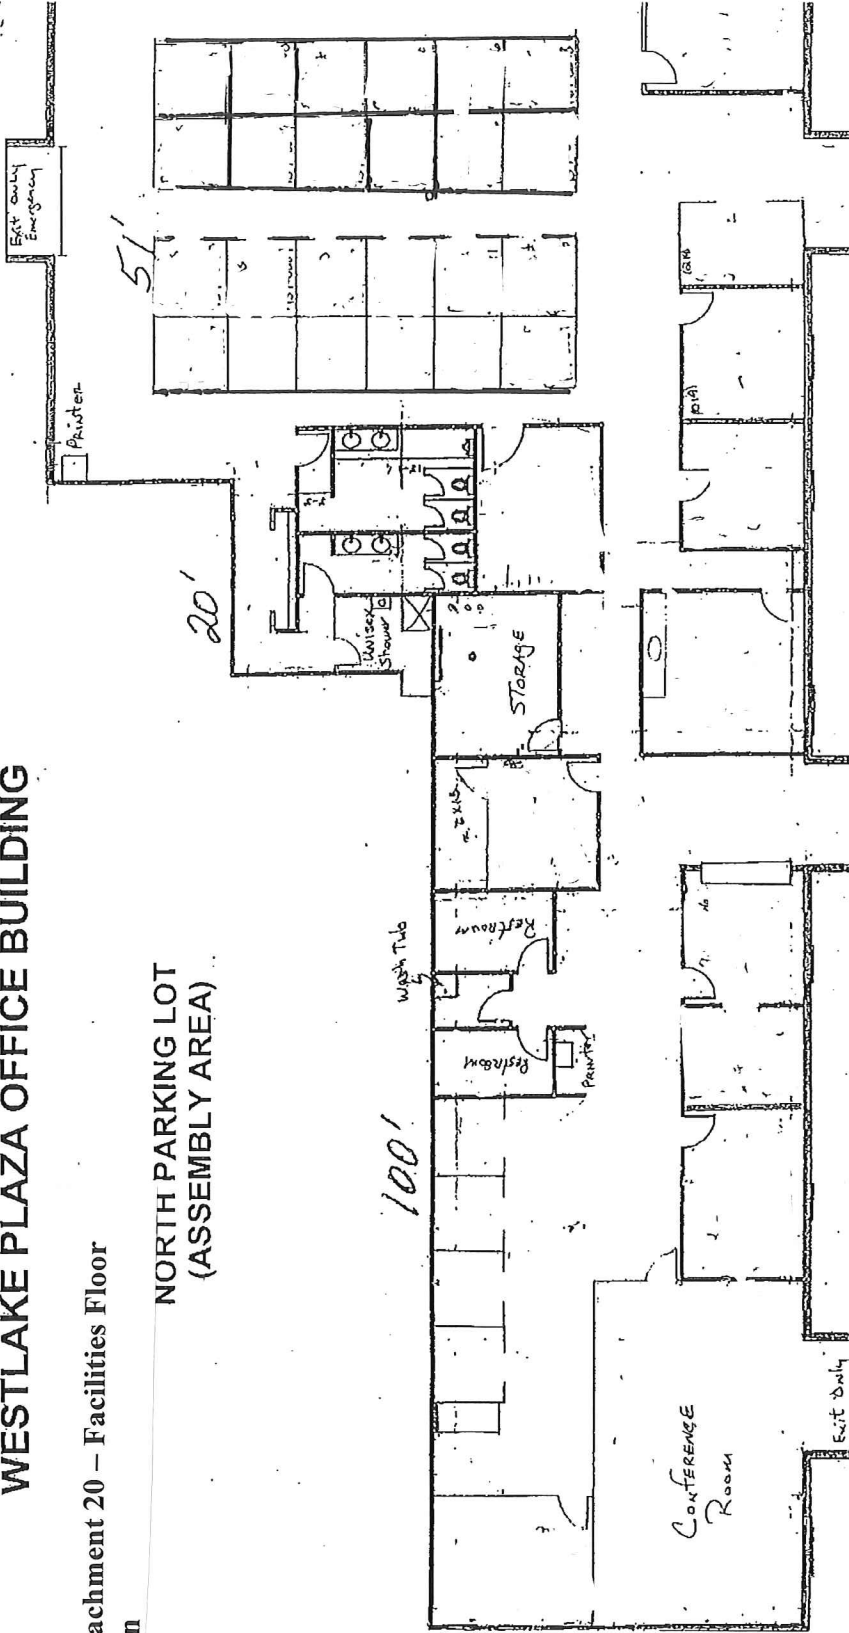 WESTLAKE PLAZA OFFICE BUILDING
achment 20 – Facilities Floor
n
NORTH PARKING LOT
(ASSEMBLY AREA)
Exit only
Emergency
51'
Printer
20'
Unisex
Shower
STORAGE
Wash Tub
Restroom
Restroom
Printer
100'
CONFERENCE
ROOM
Exit Only